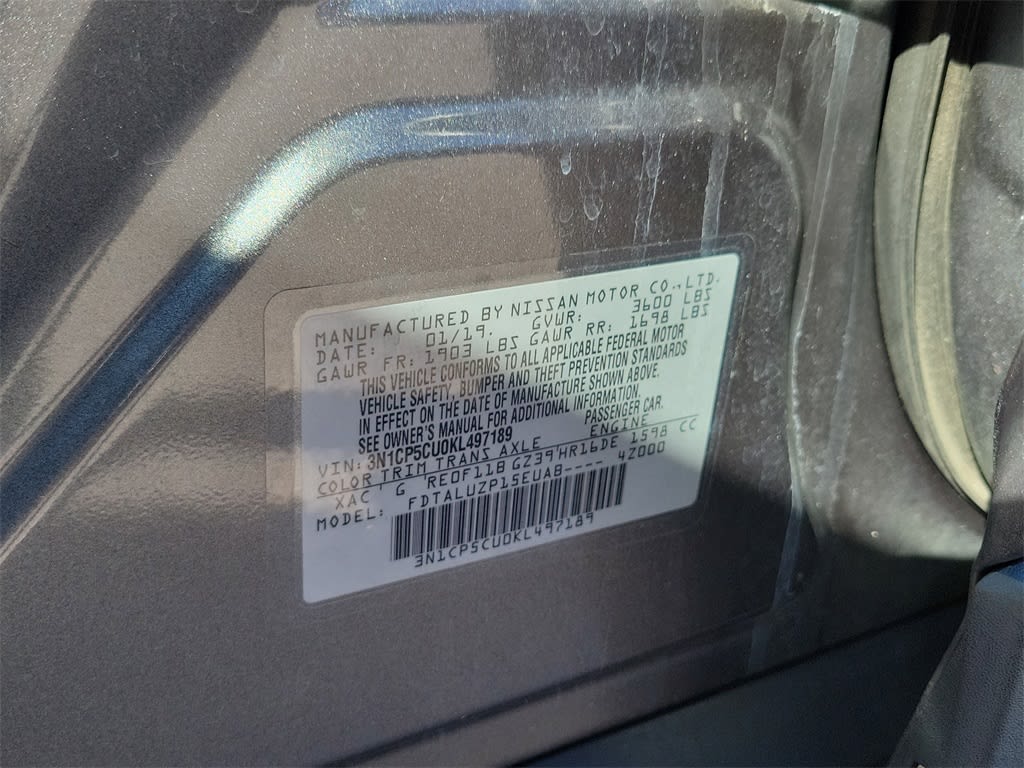 MANUFACTURED BY NISSAN MOTOR CO., LTD.
DATE: 01/19. GVWR: 3600 LBS
GAWR FR: 1903 LBS GAWR RR: 1698 LBS
THIS VEHICLE CONFORMS TO ALL APPLICABLE FEDERAL MOTOR
VEHICLE SAFETY, BUMPER AND THEFT PREVENTION STANDARDS
IN EFFECT ON THE DATE OF MANUFACTURE SHOWN ABOVE.
SEE OWNER'S MANUAL FOR ADDITIONAL INFORMATION.
VIN: 3N1CP5CU0KL497189 PASSENGER CAR.
COLOR TRIM TRANS AXLE ENGINE
XAC G RE0F11B GZ39 HR16DE 1598 CC
MODEL: FDTALUZP15EUAB---- 4Z000
3N1CP5CU0KL497189